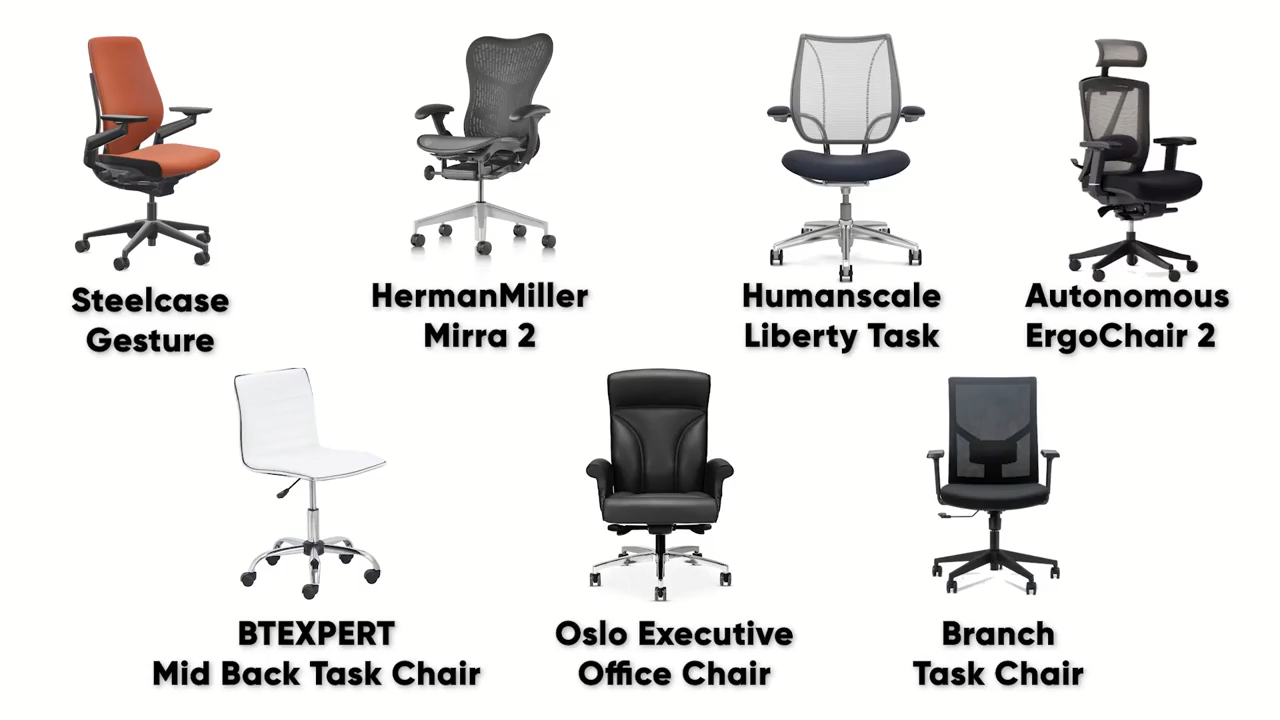 Steelcase
Gesture
HermanMiller
Mirra 2
Humanscale
Liberty Task
Autonomous
ErgoChair 2
BTEXPERT
Mid Back Task Chair
Oslo Executive
Office Chair
Branch
Task Chair